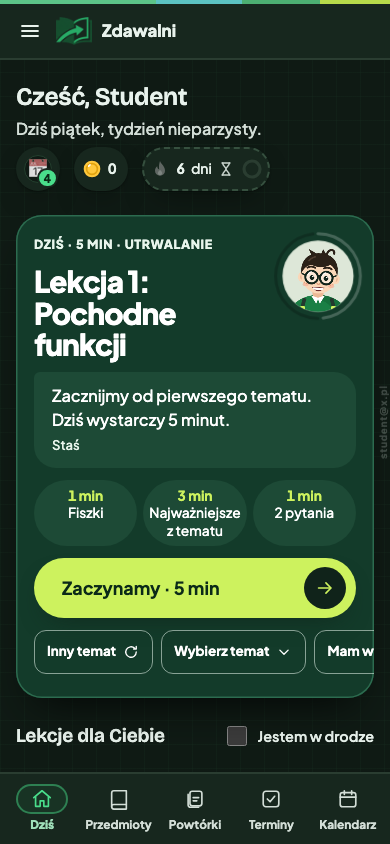 Zdawalni
Cześć, Student
Dziś piątek, tydzień nieparzysty.
4
0
6 dni
DZIŚ · 5 MIN · UTRWALANIE
Lekcja 1:
Pochodne
funkcji
Zacznijmy od pierwszego tematu.
Dziś wystarczy 5 minut.
Staś
1 min
Fiszki
3 min
Najważniejsze
z tematu
1 min
2 pytania
Zaczynamy · 5 min
Inny temat
Wybierz temat
Mam w
student@x.pl
Lekcje dla Ciebie
Jestem w drodze
Dziś
Przedmioty
Powtórki
Terminy
Kalendarz